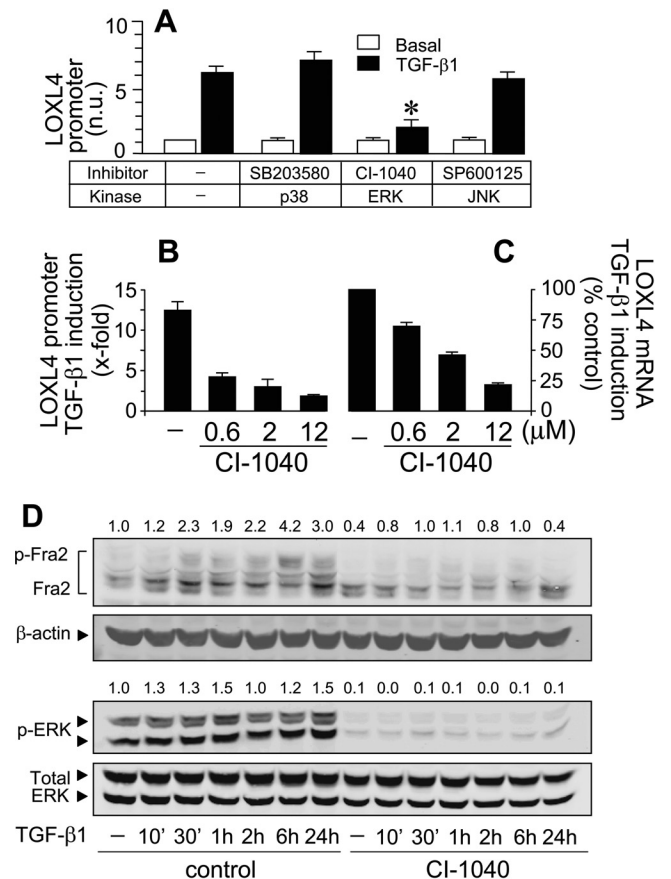 A
10
5
0
LOXL4
promoter
(n.u.)
Basal
TGF-β1
*
Inhibitor – SB203580 CI-1040 SP600125
Kinase – p38 ERK JNK
B
LOXL4 promoter
TGF-β1 induction
(x-fold)
15
10
5
0
– 0.6 2 12
CI-1040
C
LOXL4 mRNA
TGF-β1 induction
(% control)
100
75
50
25
0
– 0.6 2 12 (μM)
CI-1040
D
1.0 1.2 2.3 1.9 2.2 4.2 3.0 0.4 0.8 1.0 1.1 0.8 1.0 0.4
p-Fra2
Fra2
β-actin
1.0 1.3 1.3 1.5 1.0 1.2 1.5 0.1 0.0 0.1 0.1 0.0 0.1 0.1
p-ERK
Total
ERK
TGF-β1 – 10' 30' 1h 2h 6h 24h – 10' 30' 1h 2h 6h 24h
control CI-1040